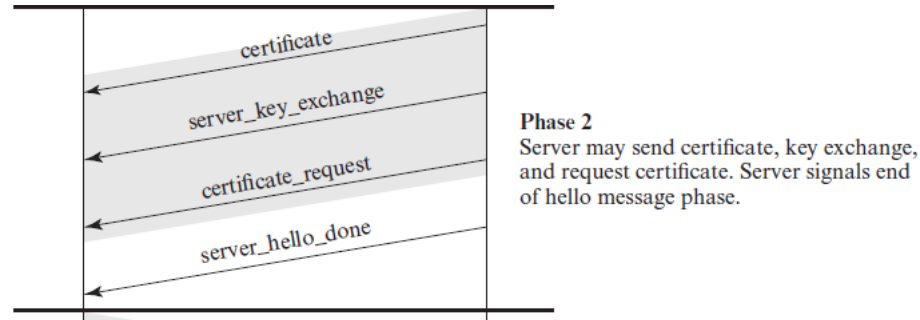 certificate
server_key_exchange
certificate_request
server_hello_done
Phase 2
Server may send certificate, key exchange,
and request certificate. Server signals end
of hello message phase.